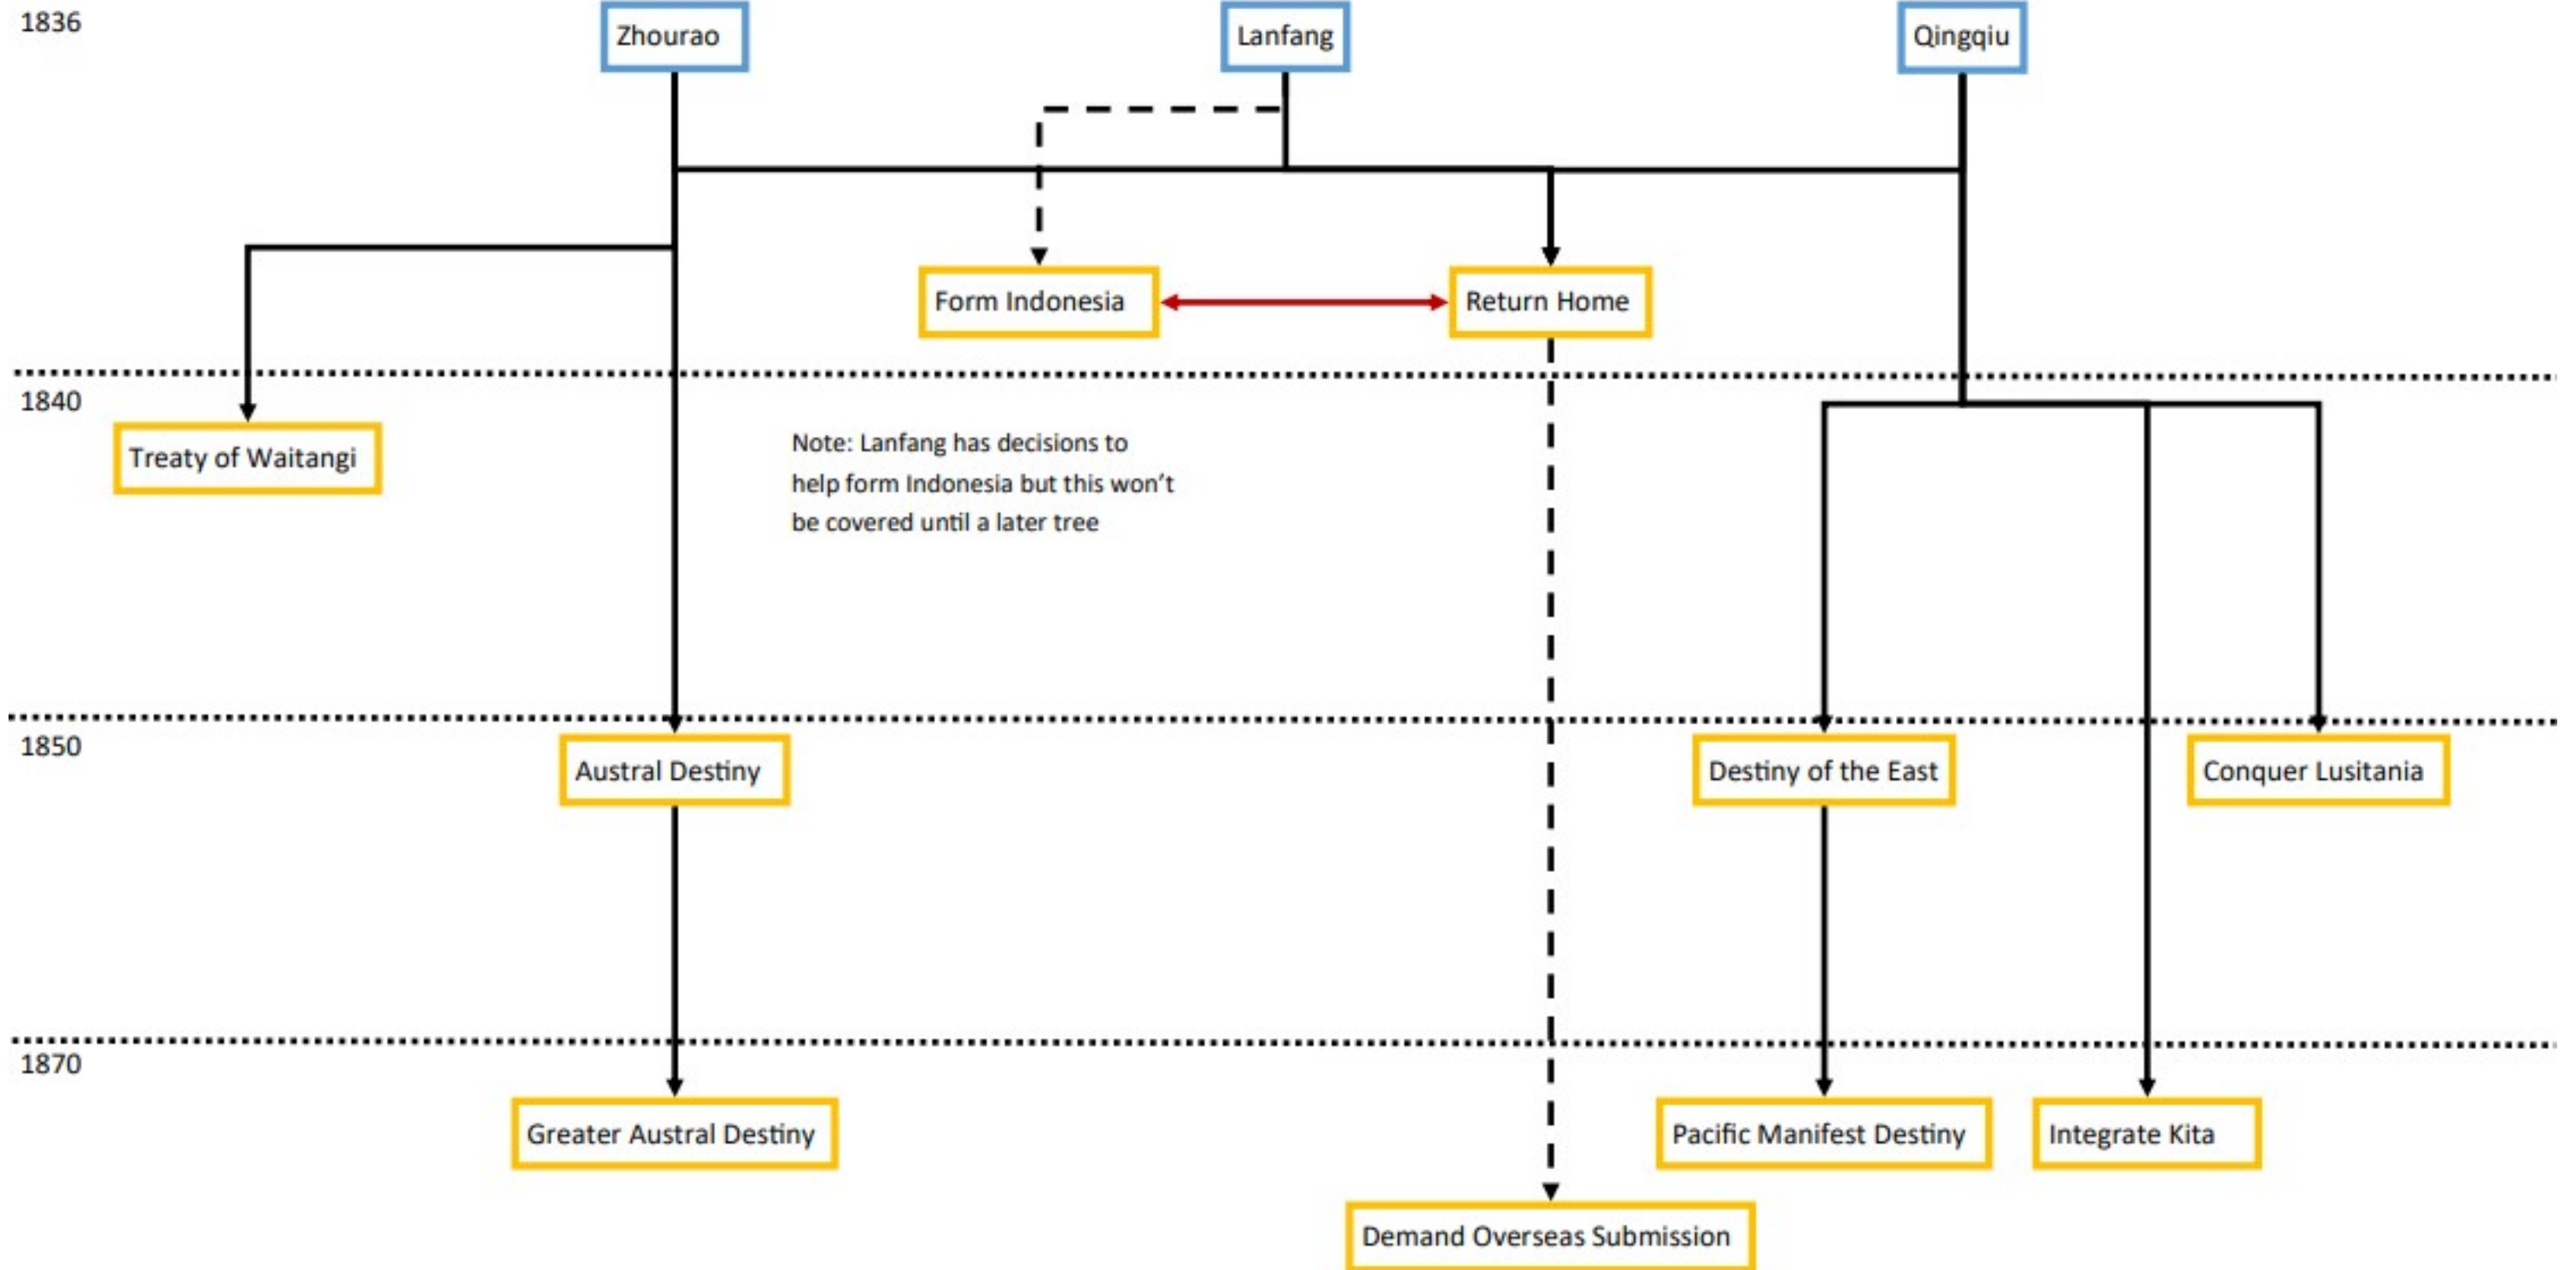 1836
Zhourao
Lanfang
Qingqiu
Form Indonesia
Return Home
1840
Treaty of Waitangi
Note: Lanfang has decisions to
help form Indonesia but this won’t
be covered until a later tree
1850
Austral Destiny
Destiny of the East
Conquer Lusitania
1870
Greater Austral Destiny
Pacific Manifest Destiny
Integrate Kita
Demand Overseas Submission